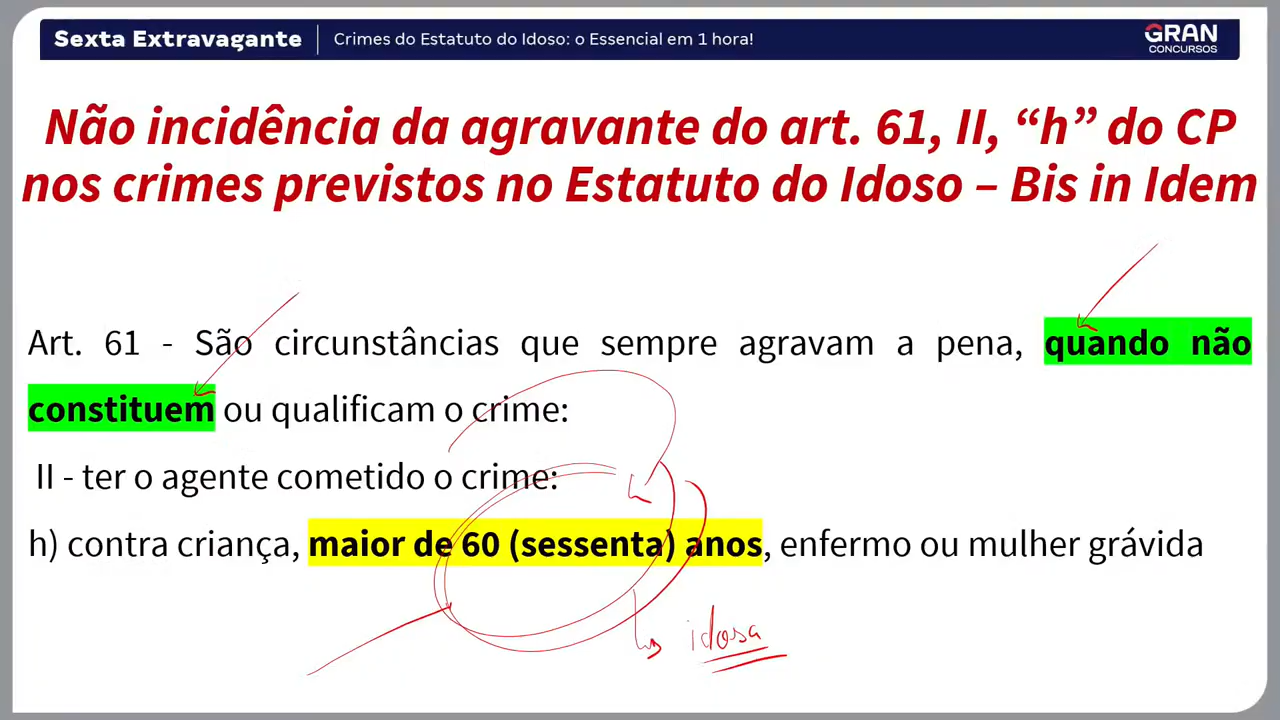 Sexta Extravagante
Crimes do Estatuto do Idoso: o Essencial em 1 hora!
GRAN
CONCURSOS
Não incidência da agravante do art. 61, II, “h” do CP
nos crimes previstos no Estatuto do Idoso – Bis in Idem
Art. 61 - São circunstâncias que sempre agravam a pena, quando não
constituem ou qualificam o crime:
II - ter o agente cometido o crime:
h) contra criança, maior de 60 (sessenta) anos, enfermo ou mulher grávida
idosa